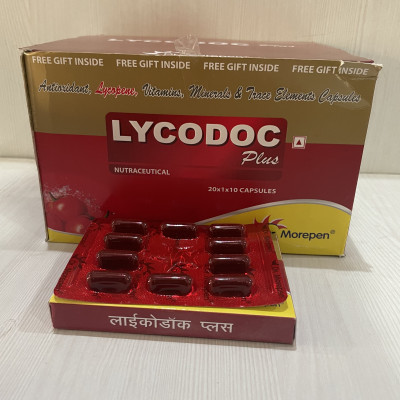 FREE GIFT INSIDE FREE GIFT INSIDE FREE GIFT INSIDE FREE GIFT INSIDE
Antioxidant, Lycopene, Vitamins, Minerals & Trace Elements Capsules
LYCODOC
Plus
NUTRACEUTICAL
20x1x10 CAPSULES
Morepen
लाईकोडॉक प्लस